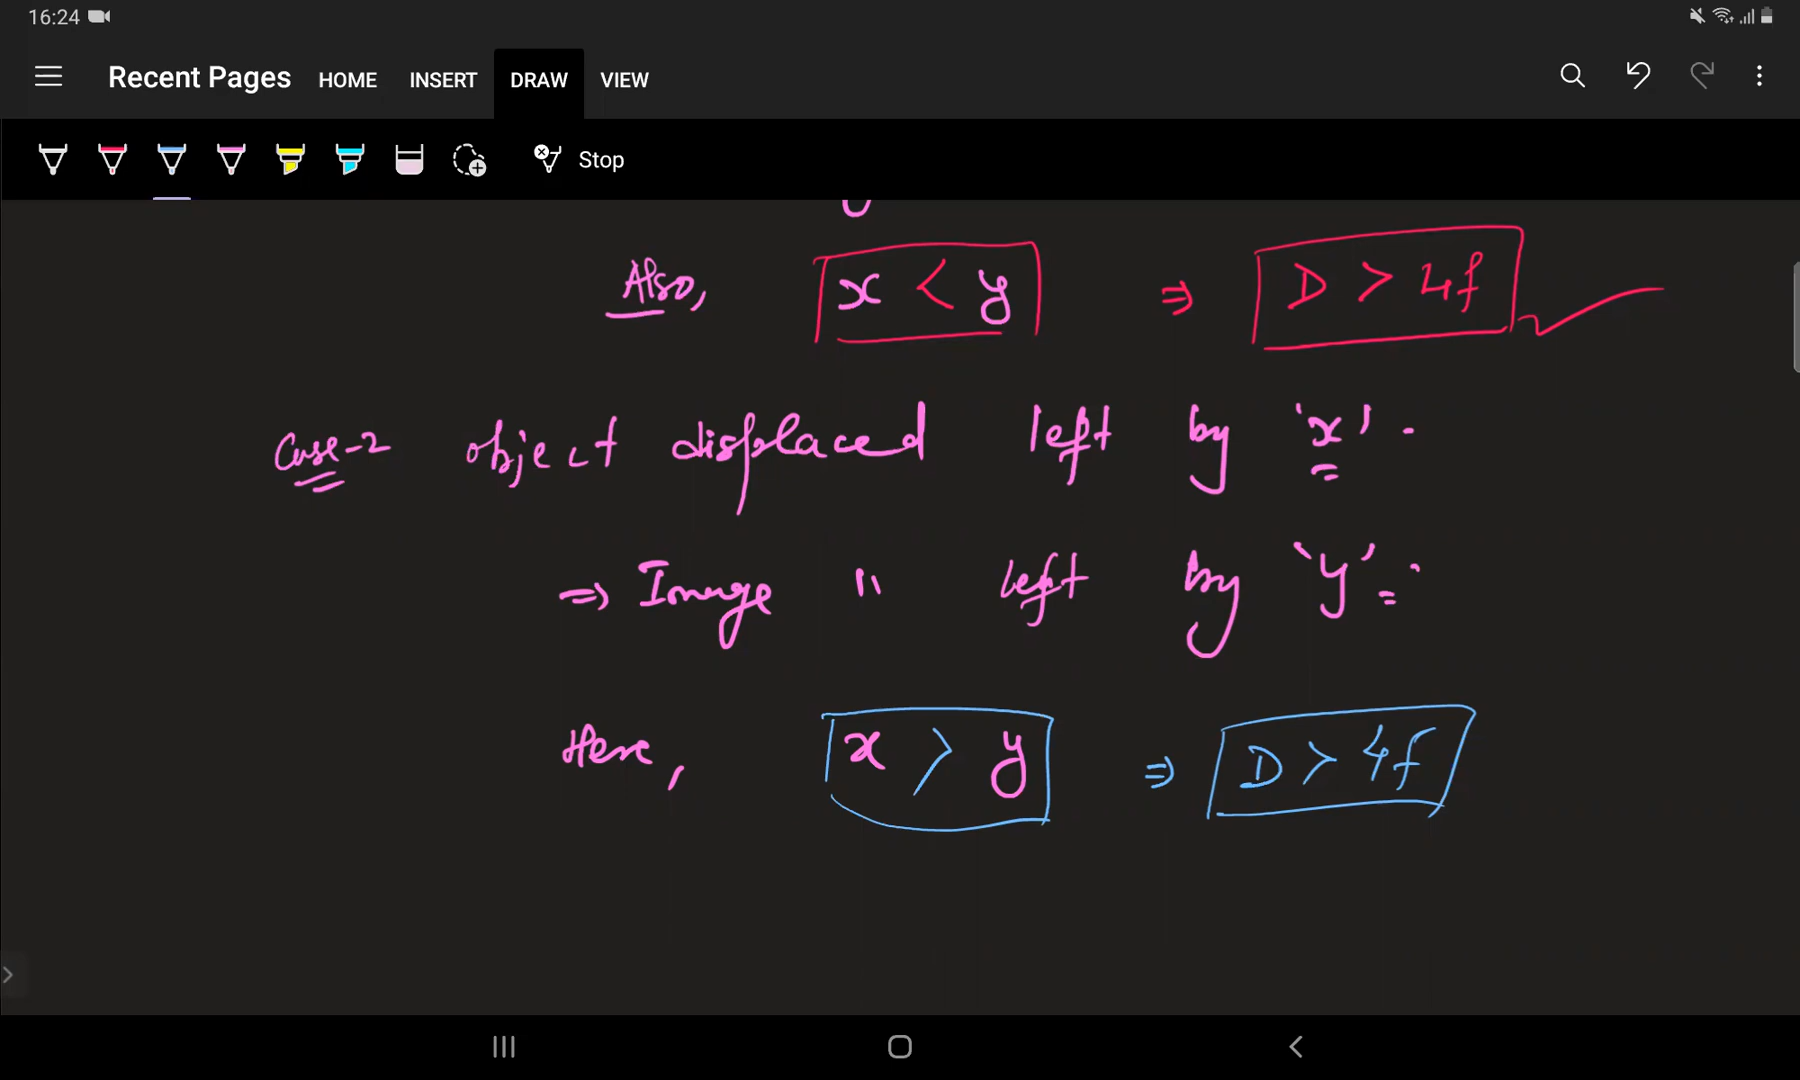 16:24
Recent Pages HOME INSERT DRAW VIEW
Stop
Also, x < y ⇒ D > 4f
Case-2 object displaced left by 'x'.
⇒ Image " left by 'y'.
Here, x > y ⇒ D > 4f